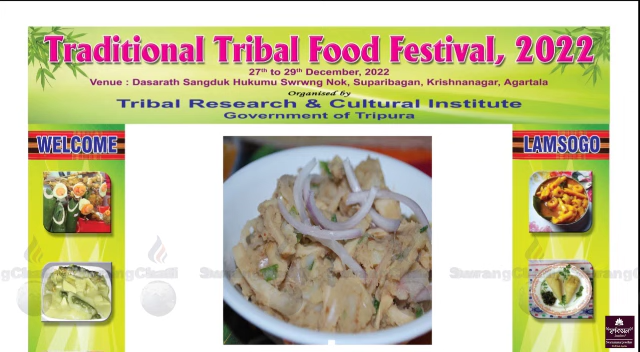 Traditional Tribal Food Festival, 2022
27th to 29th December, 2022
Venue : Dasarath Sangduk Hukumu Swrwng Nok, Suparibagan, Krishnanagar, Agartala
Organised by
Tribal Research & Cultural Institute
Government of Tripura
WELCOME
LAMSOGO